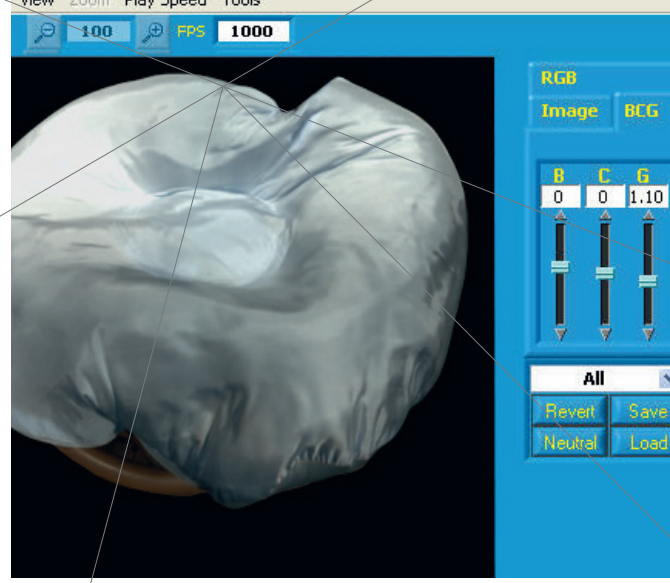 View Zoom Play Speed Tools
100 FPS 1000
RGB
Image BCG
B C G
0 0 1.10
All
Revert Save
Neutral Load